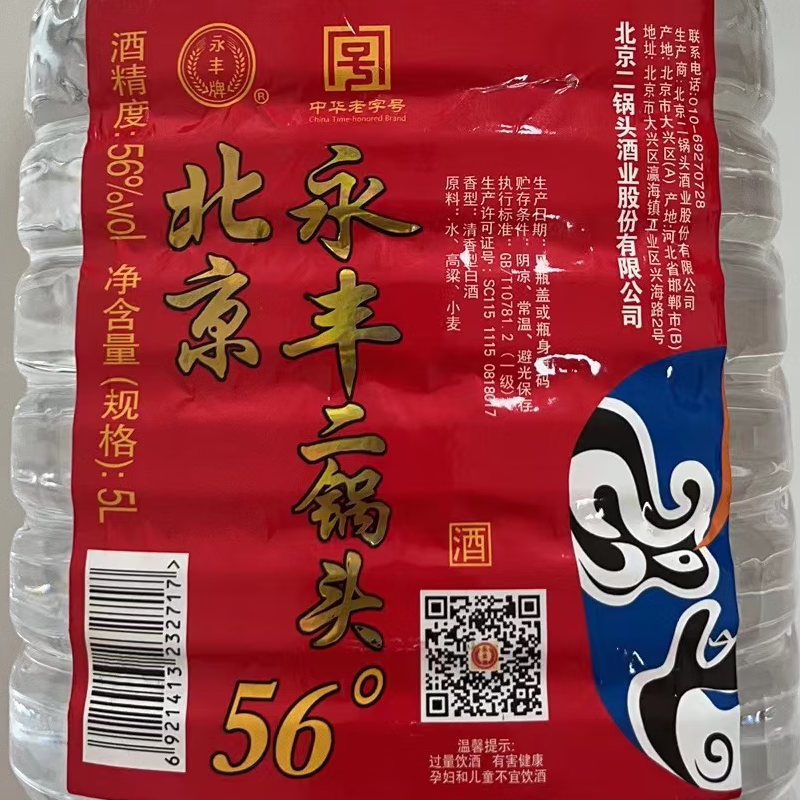 永丰牌
®
中华老字号
China Time-honored Brand
酒精度:56%vol 净含量(规格):5L
北京
永丰二锅头
56°
联系电话:010-69270728
生产商:北京二锅头酒业股份有限公司
产地:北京市大兴区(A) 产地:河北省邯郸市(B)
地址:北京市大兴区瀛海镇工业区兴海路2号
北京二锅头酒业股份有限公司
生产日期:见瓶盖或瓶身喷码
贮存条件:阴凉、常温、避光保存
执行标准:GB/T10781.2(一级)
生产许可证号:SC115 1115 0818017
香型:清香型白酒
原料:水、高粱、小麦
酒
6 921413 232717 >
温馨提示:
过量饮酒 有害健康
孕妇和儿童不宜饮酒